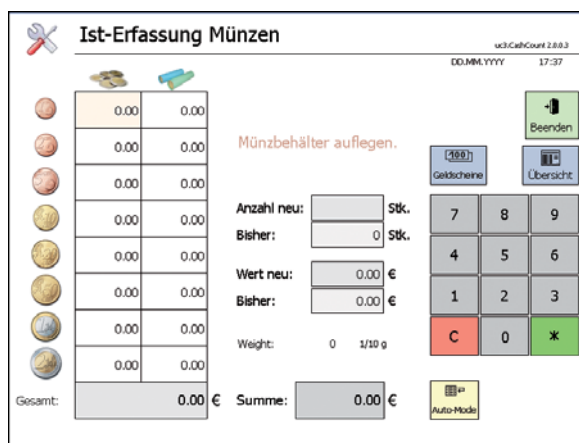 Ist-Erfassung Münzen
uc3.CashCount 2.0.0.3
DD.MM.YYYY 17:37
0.00 0.00
0.00 0.00
0.00 0.00
0.00 0.00
0.00 0.00
0.00 0.00
0.00 0.00
0.00 0.00
Gesamt: 0.00 €
Münzbehälter auflegen.
Anzahl neu: Stk.
Bisher: 0 Stk.
Wert neu: 0.00 €
Bisher: 0.00 €
Weight: 0 1/10 g
Summe: 0.00 €
Beenden
100
Geldscheine
Übersicht
7 8 9
4 5 6
1 2 3
C 0 *
Auto-Mode